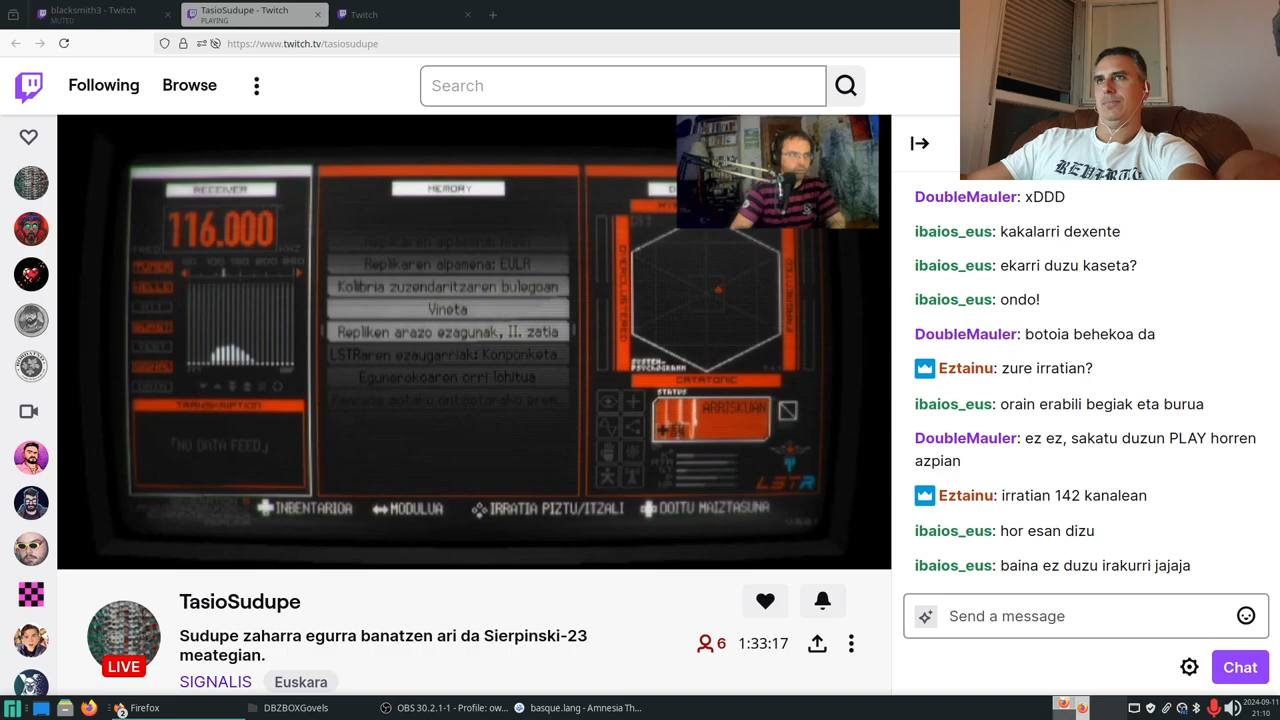 blacksmith3 - Twitch
MUTED
TasioSudupe - Twitch
PLAYING
Twitch
https://www.twitch.tv/tasiosudupe
Following
Browse
Search
RECEIVER
116.000
KHZ
MEMORY
Replikaren aipamena: EULR
Kolibria zuzendaritzaren bulegoan
Vineta
Repliken arazo ezagunak, II. zatia
LSTRaren ezaugarriak: Konponketa
Egunerokoaren orri lohitua
TRANSKRIPTION
「NO DATA FEED」
CATATONIC
STATUS
ARRISKUAN
LSTR
INBENTARIOA
MODULUA
IRRATIA PIZTU/ITZALI
DOITU MAIZTASUNA
REVIRT
DoubleMauler: xDDD
ibaios_eus: kakalarri dexente
ibaios_eus: ekarri duzu kaseta?
ibaios_eus: ondo!
DoubleMauler: botoia behekoa da
Eztainu: zure irratian?
ibaios_eus: orain erabili begiak eta burua
DoubleMauler: ez ez, sakatu duzun PLAY horren
azpian
Eztainu: irratian 142 kanalean
ibaios_eus: hor esan dizu
ibaios_eus: baina ez duzu irakurri jajaja
Send a message
Chat
LIVE
TasioSudupe
Sudupe zaharra egurra banatzen ari da Sierpinski-23
meategian.
SIGNALIS
Euskara
6
1:33:17
2
Firefox
DBZBOXGovels
OBS 30.2.1-1 - Profile: ow...
basque.lang - Amnesia Th...
2024-09-11
21:10